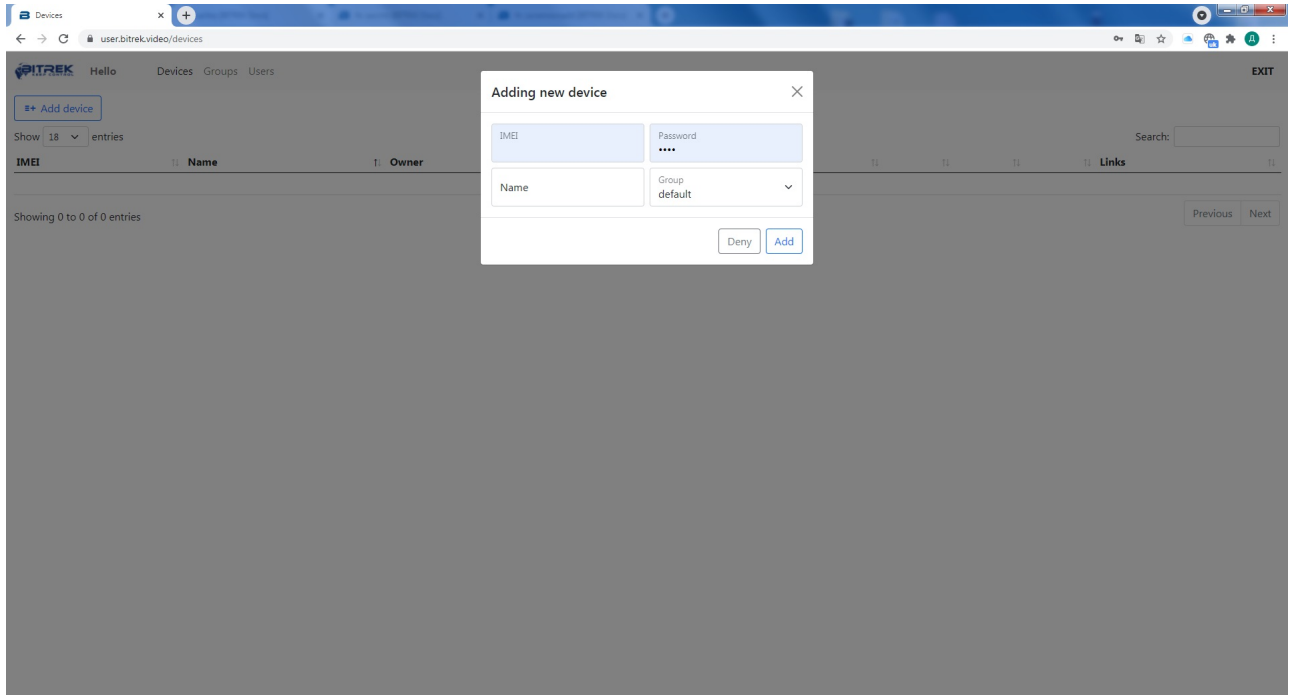 Devices
user.bitrek.video/devices
BITREK Hello Devices Groups Users EXIT
Add device
Show 18 entries Search:
IMEI Name Owner Links
Showing 0 to 0 of 0 entries Previous Next
Adding new device
IMEI Password
••••
Name Group
default
Deny Add
Д